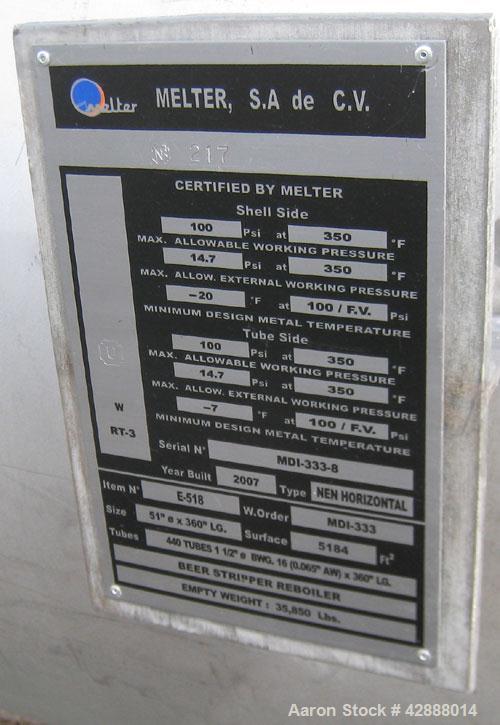 melter MELTER, S.A de C.V.
NB 217
CERTIFIED BY MELTER
Shell Side
100 Psi at 350 °F
MAX. ALLOWABLE WORKING PRESSURE
14.7 Psi at 350 °F
MAX. ALLOW. EXTERNAL WORKING PRESSURE
-20 °F at 100 / F.V. Psi
MINIMUM DESIGN METAL TEMPERATURE
Tube Side
100 Psi at 350 °F
MAX. ALLOWABLE WORKING PRESSURE
14.7 Psi at 350 °F
MAX. ALLOW. EXTERNAL WORKING PRESSURE
-7 °F at 100 / F.V. Psi
MINIMUM DESIGN METAL TEMPERATURE
U
W
RT-3
Serial N° MDI-333-8
Year Built 2007 Type NEN HORIZONTAL
Item N° E-518 W.Order MDI-333
Size 51" ø x 360" LG. Surface 5184 Ft²
Tubes 440 TUBES 1 1/2" ø BWG. 16 (0.065" AW) x 360" LG.
BEER STRIPPER REBOILER
EMPTY WEIGHT : 35,850 Lbs.
Aaron Stock # 42888014